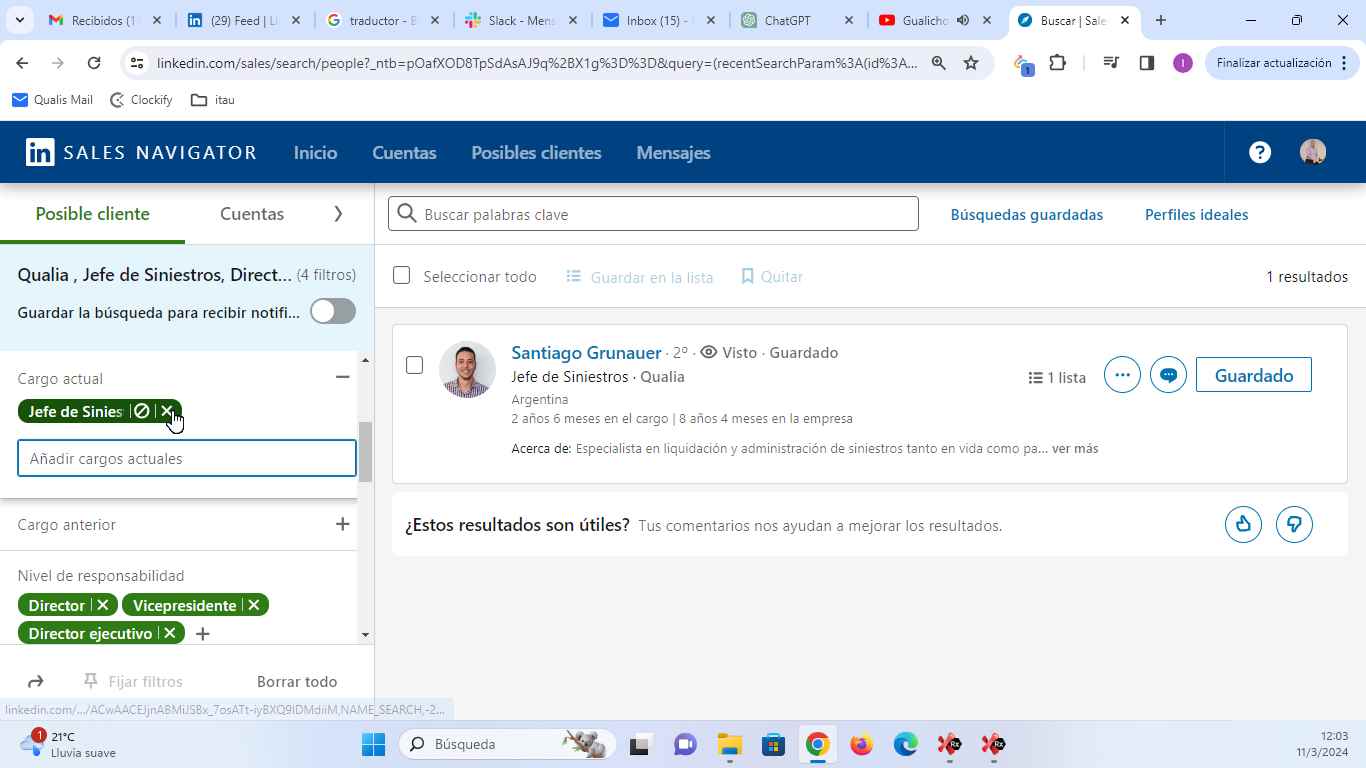 Recibidos (1
(29) Feed | Li
traductor - B
Slack - Mens
Inbox (15) -
ChatGPT
Gualicho
Buscar | Sale
linkedin.com/sales/search/people?_ntb=pOafXOD8TpSdAsAJ9q%2BX1g%3D%3D&query=(recentSearchParam%3A(id%3A...
1
I
Finalizar actualización
Qualis Mail
Clockify
itau
in SALES NAVIGATOR
Inicio
Cuentas
Posibles clientes
Mensajes
?
Posible cliente
Cuentas
Buscar palabras clave
Búsquedas guardadas
Perfiles ideales
Qualia , Jefe de Siniestros, Direct... (4 filtros)
Guardar la búsqueda para recibir notifi...
Seleccionar todo
Guardar en la lista
Quitar
1 resultados
Cargo actual
Jefe de Sinies
Añadir cargos actuales
Cargo anterior
Nivel de responsabilidad
Director
Vicepresidente
Director ejecutivo
Fijar filtros
Borrar todo
Santiago Grunauer · 2º · Visto · Guardado
Jefe de Siniestros · Qualia
Argentina
2 años 6 meses en el cargo | 8 años 4 meses en la empresa
Acerca de: Especialista en liquidación y administración de siniestros tanto en vida como pa... ver más
1 lista
Guardado
¿Estos resultados son útiles? Tus comentarios nos ayudan a mejorar los resultados.
1
21°C
Lluvia suave
Búsqueda
Rx
Rx
12:03
11/3/2024